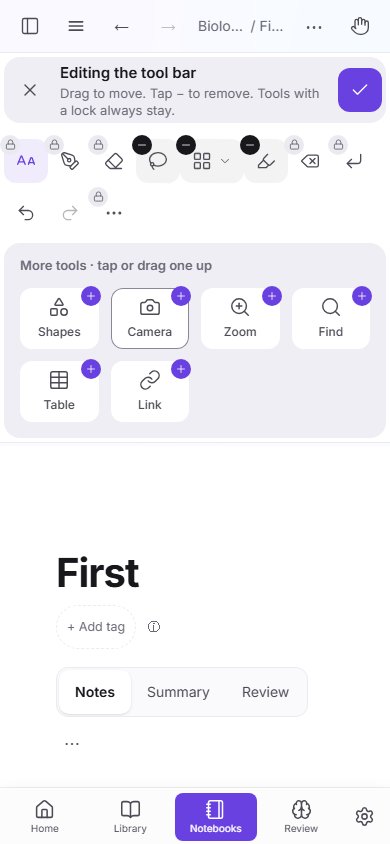 Biolo... / Fi...
Editing the tool bar
Drag to move. Tap – to remove. Tools with
a lock always stay.
AA
More tools · tap or drag one up
Shapes
Camera
Zoom
Find
Table
Link
First
+ Add tag
Notes
Summary
Review
...
Home
Library
Notebooks
Review